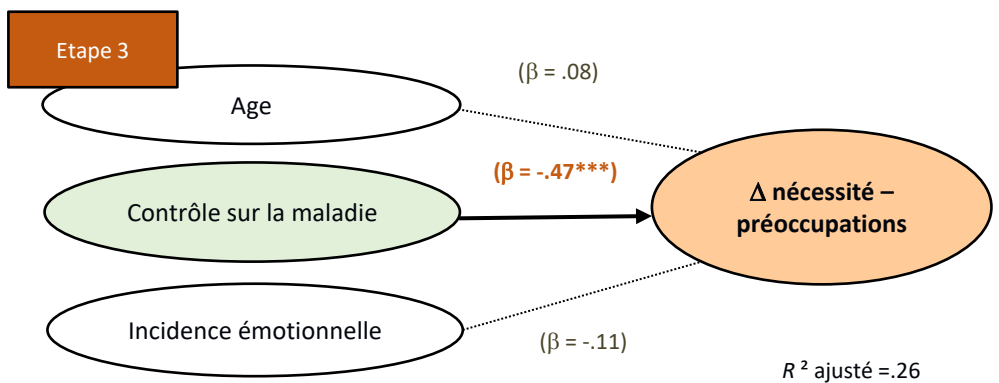 Etape 3
(β = .08)
Age
(β = -.47***)
Contrôle sur la maladie
Δ nécessité –
préoccupations
Incidence émotionnelle
(β = -.11)
R ² ajusté =.26